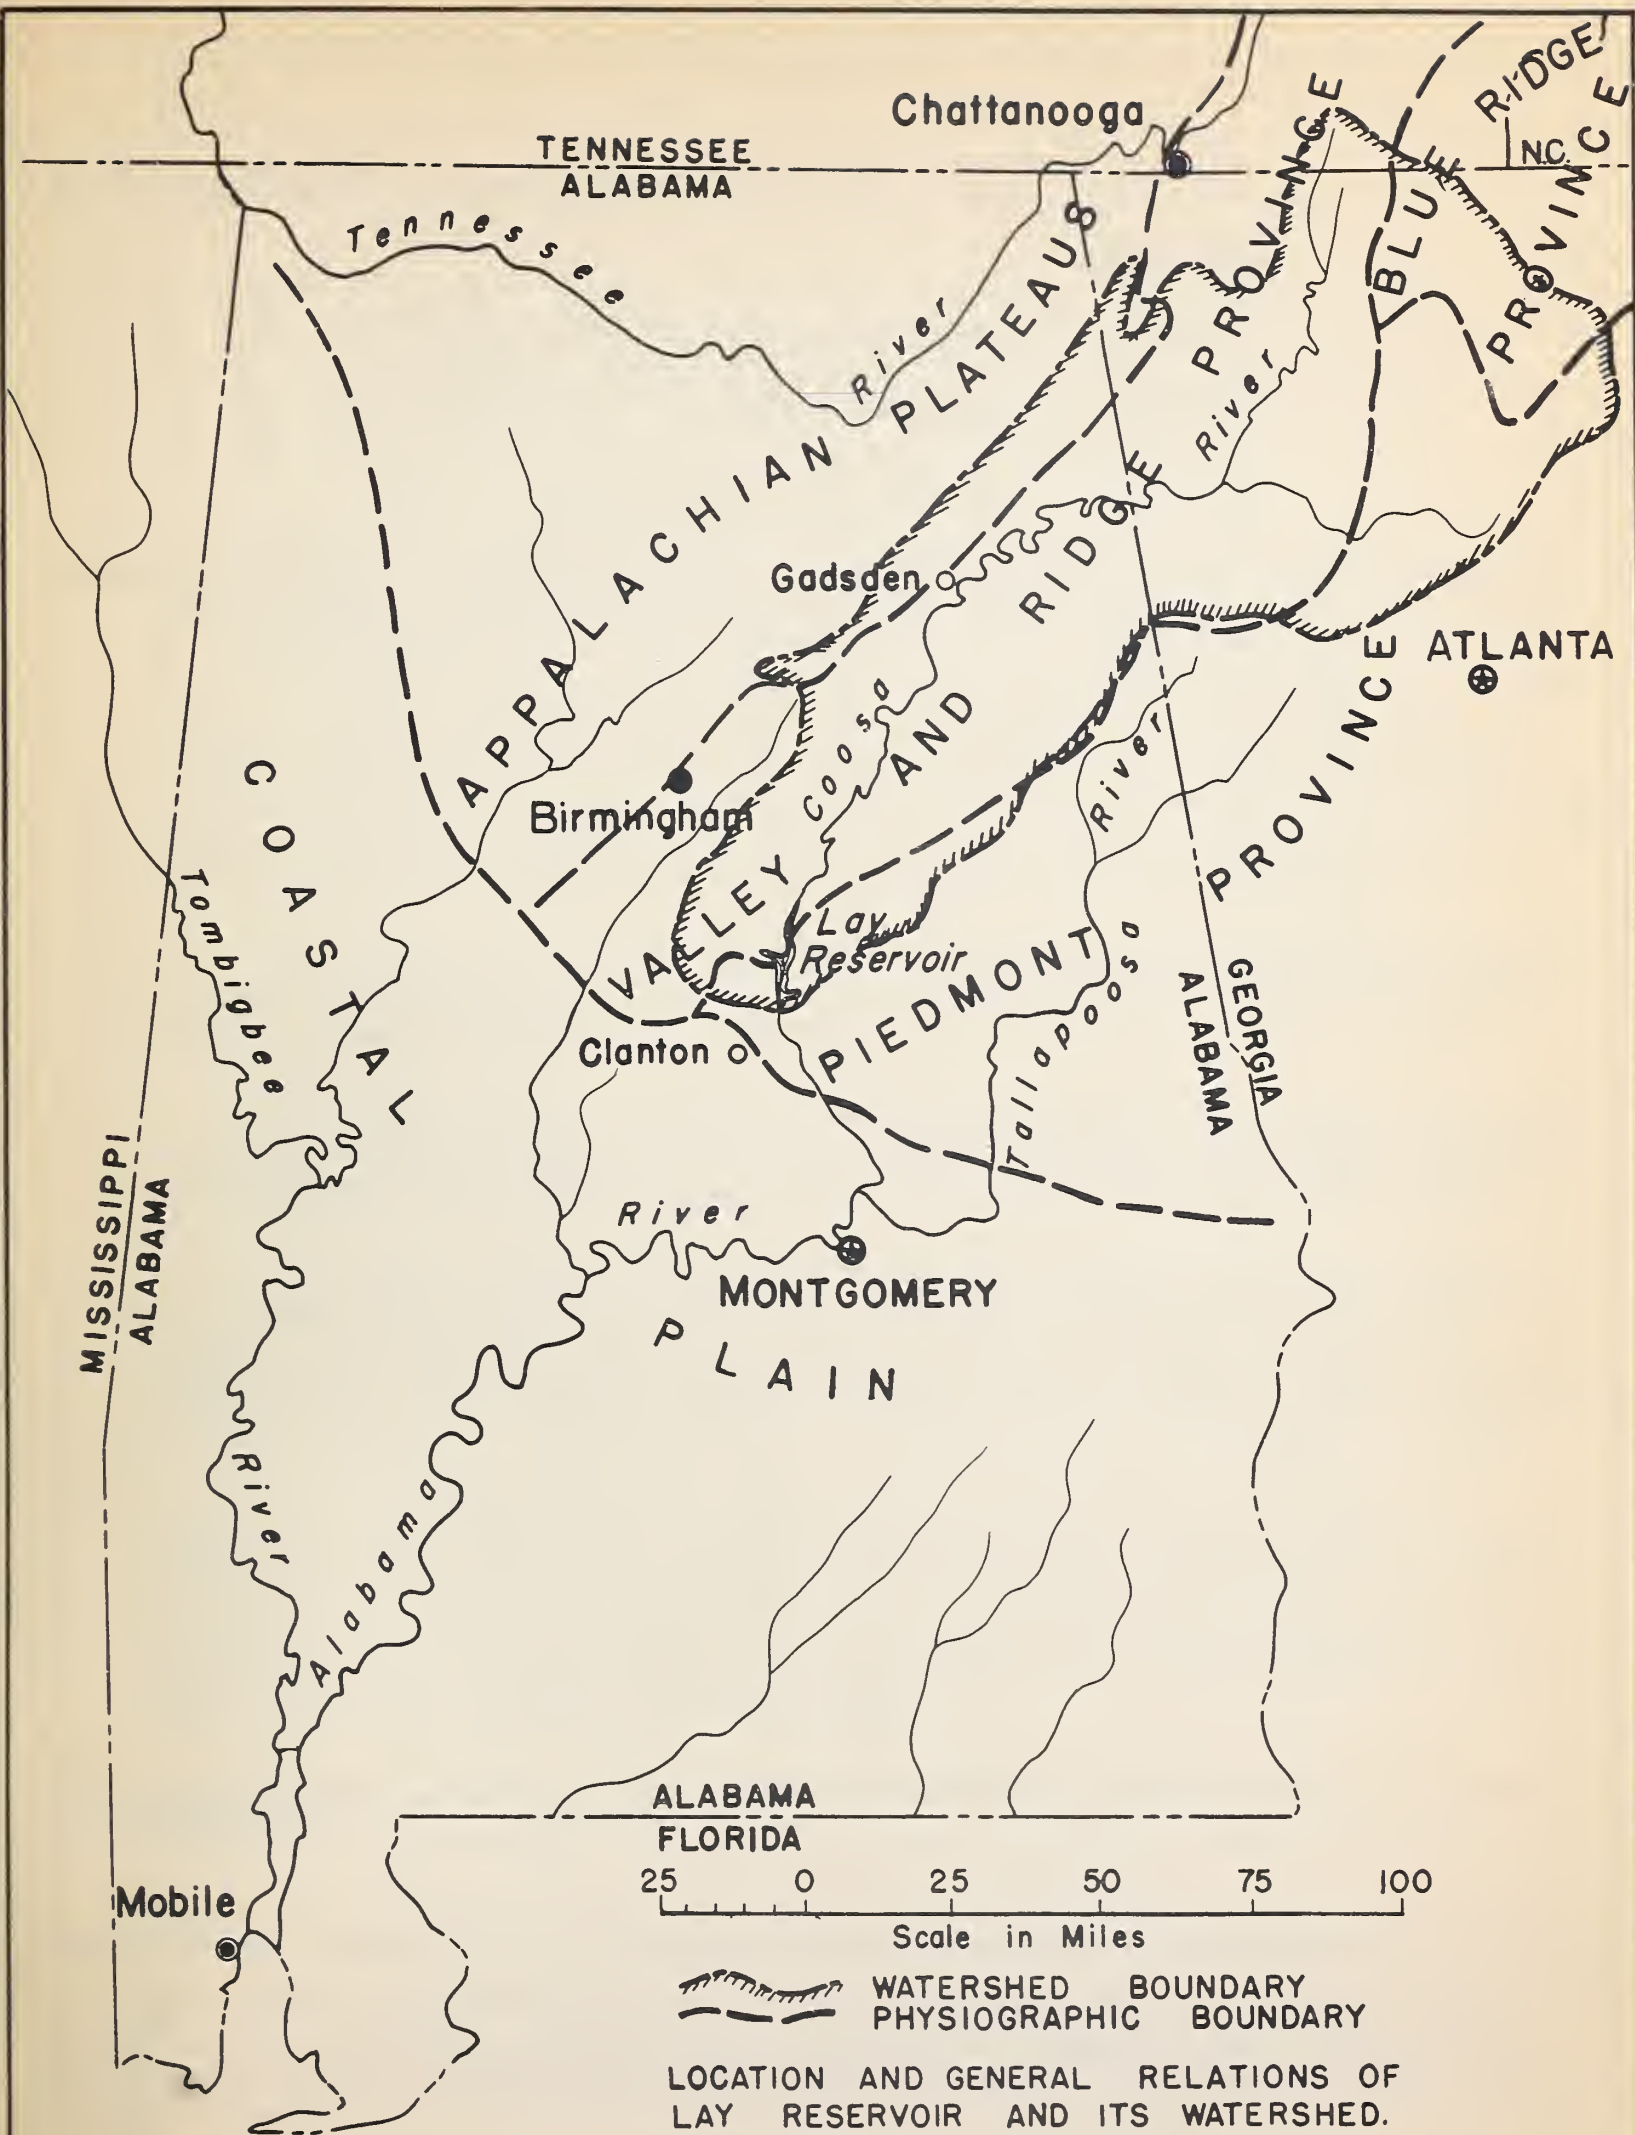 RIDGE
PROVINCE
Chattanooga
TENNESSEE
ALABAMA
N.C.
BLUE
Tennessee
River
APPALACHIAN PLATEAUS
PROVINCE
River
Gadsden
VALLEY AND RIDGE
Coosa
ATLANTA
COASTAL
Birmingham
River
PROVINCE
Lay
Reservoir
Tombigbee
PIEDMONT
GEORGIA
ALABAMA
Clanton
Tallapoosa
MISSISSIPPI
ALABAMA
River
MONTGOMERY
PLAIN
River
Alabama
ALABAMA
FLORIDA
Mobile
25 0 25 50 75 100
Scale in Miles
WATERSHED BOUNDARY
PHYSIOGRAPHIC BOUNDARY
LOCATION AND GENERAL RELATIONS OF
LAY RESERVOIR AND ITS WATERSHED.